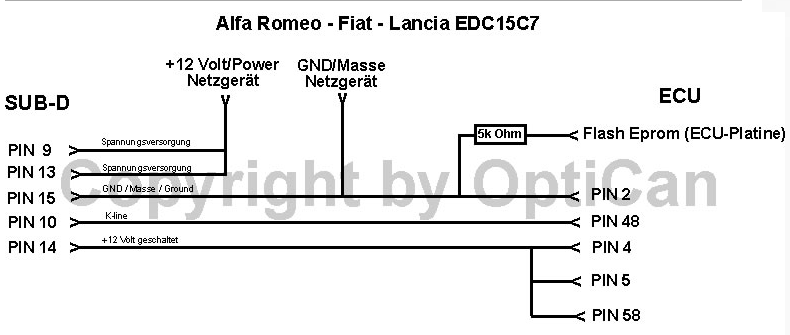 Alfa Romeo - Fiat - Lancia EDC15C7
+12 Volt/Power
Netzgerät
GND/Masse
Netzgerät
SUB-D
ECU
5k Ohm
Flash Eprom (ECU-Platine)
PIN 9
Spannungsversorgung
PIN 13
Spannungsversorgung
PIN 15
GND / Masse / Ground
PIN 2
PIN 10
K-line
PIN 48
PIN 14
+12 Volt geschaltet
PIN 4
PIN 5
PIN 58
Copyright by OptiCan